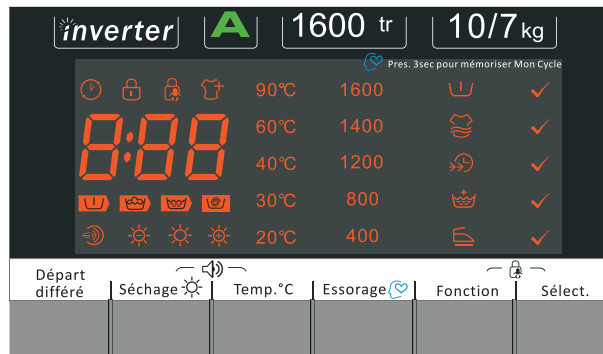 inverter A 1600 tr 10/7 kg
Pres. 3sec pour mémoriser Mon Cycle
90°C 1600
8:88
60°C 1400
40°C 1200
30°C 800
20°C 400
Départ différé
Séchage Temp.°C Essorage Fonction Sélect.